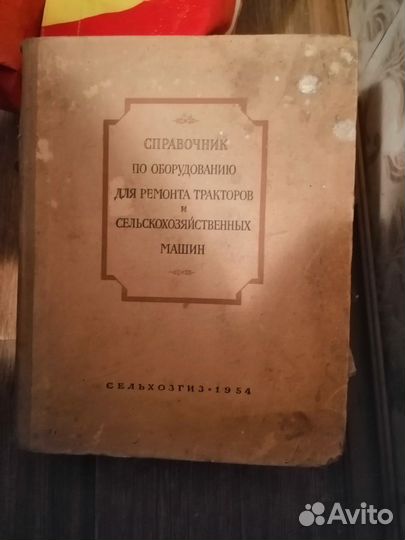 СПРАВОЧНИК
ПО ОБОРУДОВАНИЮ
ДЛЯ РЕМОНТА ТРАКТОРОВ
И
СЕЛЬСКОХОЗЯЙСТВЕННЫХ
МАШИН
СЕЛЬХОЗГИЗ • 1954
Avito